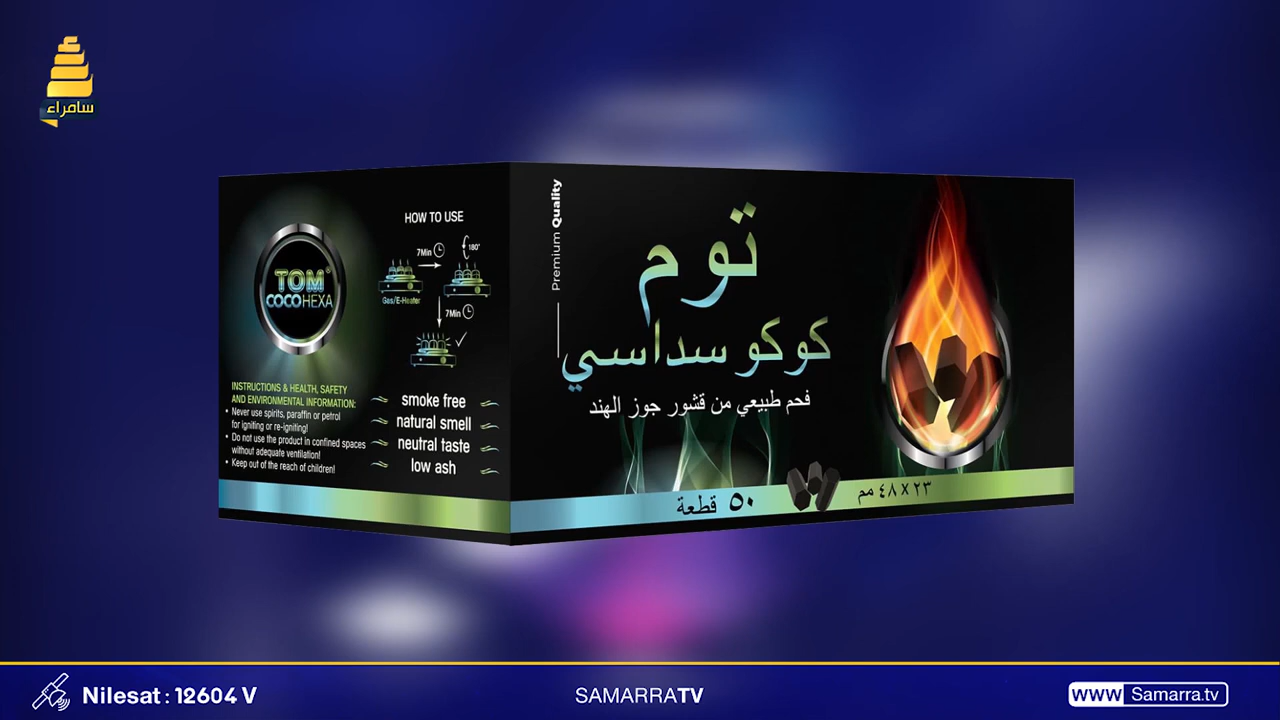 سامراء
HOW TO USE
7Min
180°
Gas/E-Heater
7Min
TOM
COCOHEXA
INSTRUCTIONS & HEALTH, SAFETY
AND ENVIRONMENTAL INFORMATION:
• Never use spirits, paraffin or petrol
for igniting or re-igniting!
• Do not use the product in confined spaces
without adequate ventilation!
• Keep out of the reach of children!
smoke free
natural smell
neutral taste
low ash
Premium Quality
توم
كوكو سداسي
فحم طبيعي من قشور جوز الهند
٥٠ قطعة
٢٣ x ٤٨ مم
Nilesat : 12604 V
SAMARRATV
www Samarra.tv